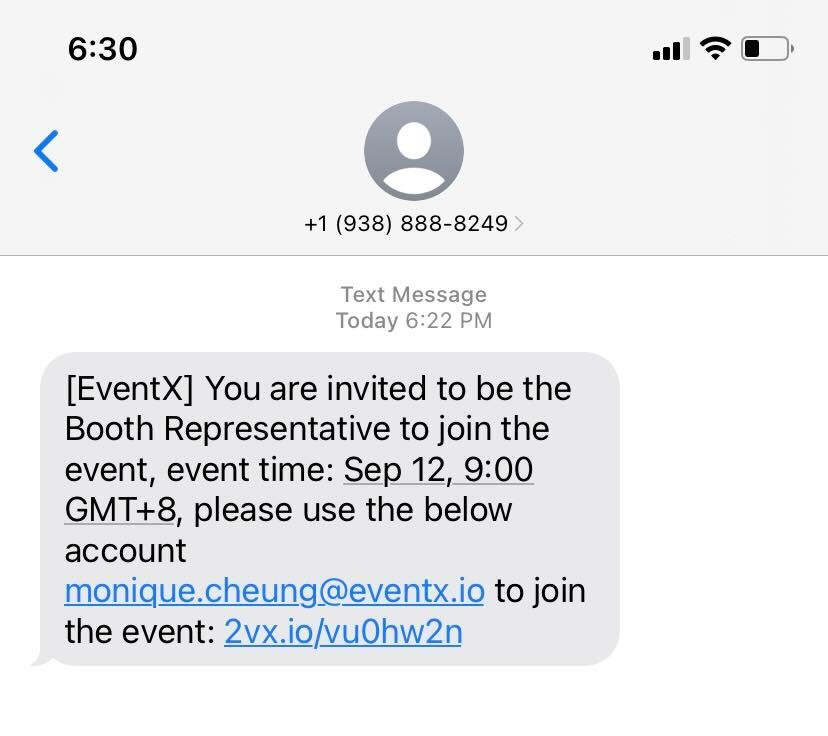 6:30
+1 (938) 888-8249
Text Message
Today 6:22 PM
[EventX] You are invited to be the
Booth Representative to join the
event, event time: Sep 12, 9:00
GMT+8, please use the below
account
monique.cheung@eventx.io to join
the event: 2vx.io/vu0hw2n